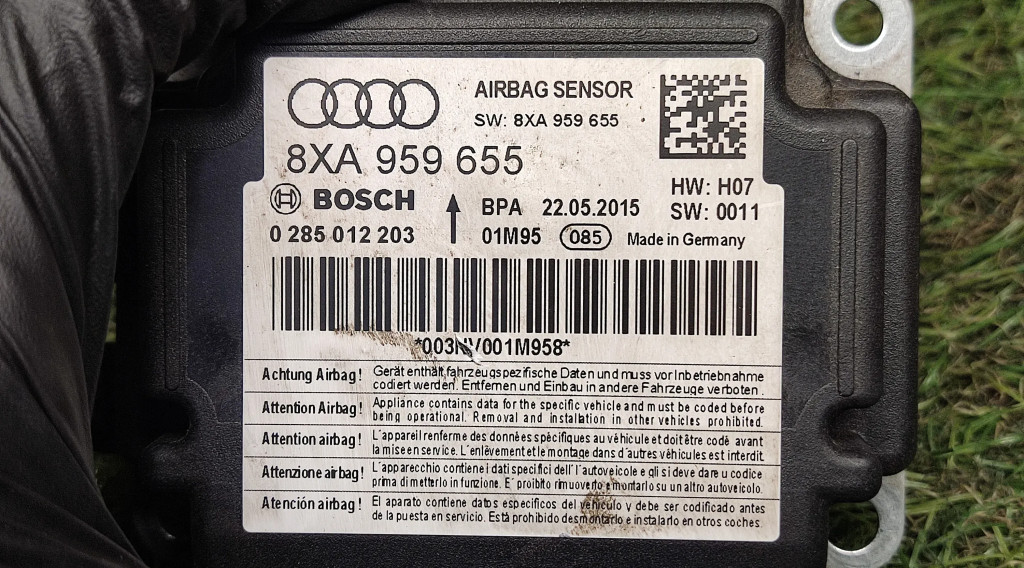 AIRBAG SENSOR
SW: 8XA 959 655
8XA 959 655
HW: H07
BOSCH
BPA 22.05.2015
SW: 0011
0 285 012 203
01M95
085
Made in Germany
*003NV001M958*
Achtung Airbag! Gerät enthält fahrzeugspezifische Daten und muss vor Inbetriebnahme
codiert werden. Entfernen und Einbau in andere Fahrzeuge verboten.
Attention Airbag! Appliance contains data for the specific vehicle and must be coded before
being operational. Removal and installation in other vehicles prohibited.
Attention airbag! L'appareil renferme des données spécifiques au véhicule et doit être codé avant
la mise en service. L'enlèvement et le montage dans d'autres véhicules est interdit.
Attenzione airbag! L'apparecchio contiene i dati specifici dell'autoveicolo e gli si deve dare u codice
prima di metterlo in funzione. E' proibito rimuoverlo e montarlo su un altro autoveicolo.
Atención airbag! El aparato contiene datos específicos del vehículo y debe ser codificado antes
de la puesta en servicio. Está prohibido desmontarlo e instalarlo en otros coches